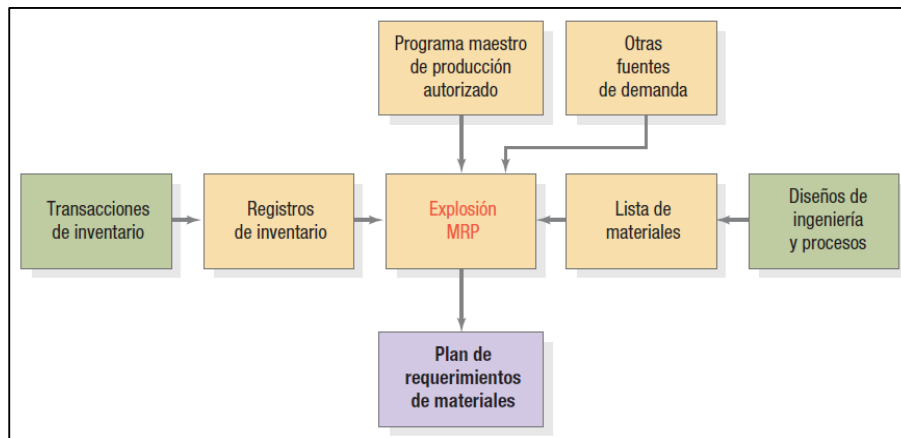 Programa maestro
de producción
autorizado
Otras
fuentes
de demanda
Transacciones
de inventario
Registros
de inventario
Explosión
MRP
Lista de
materiales
Diseños de
ingeniería
y procesos
Plan de
requerimientos
de materiales